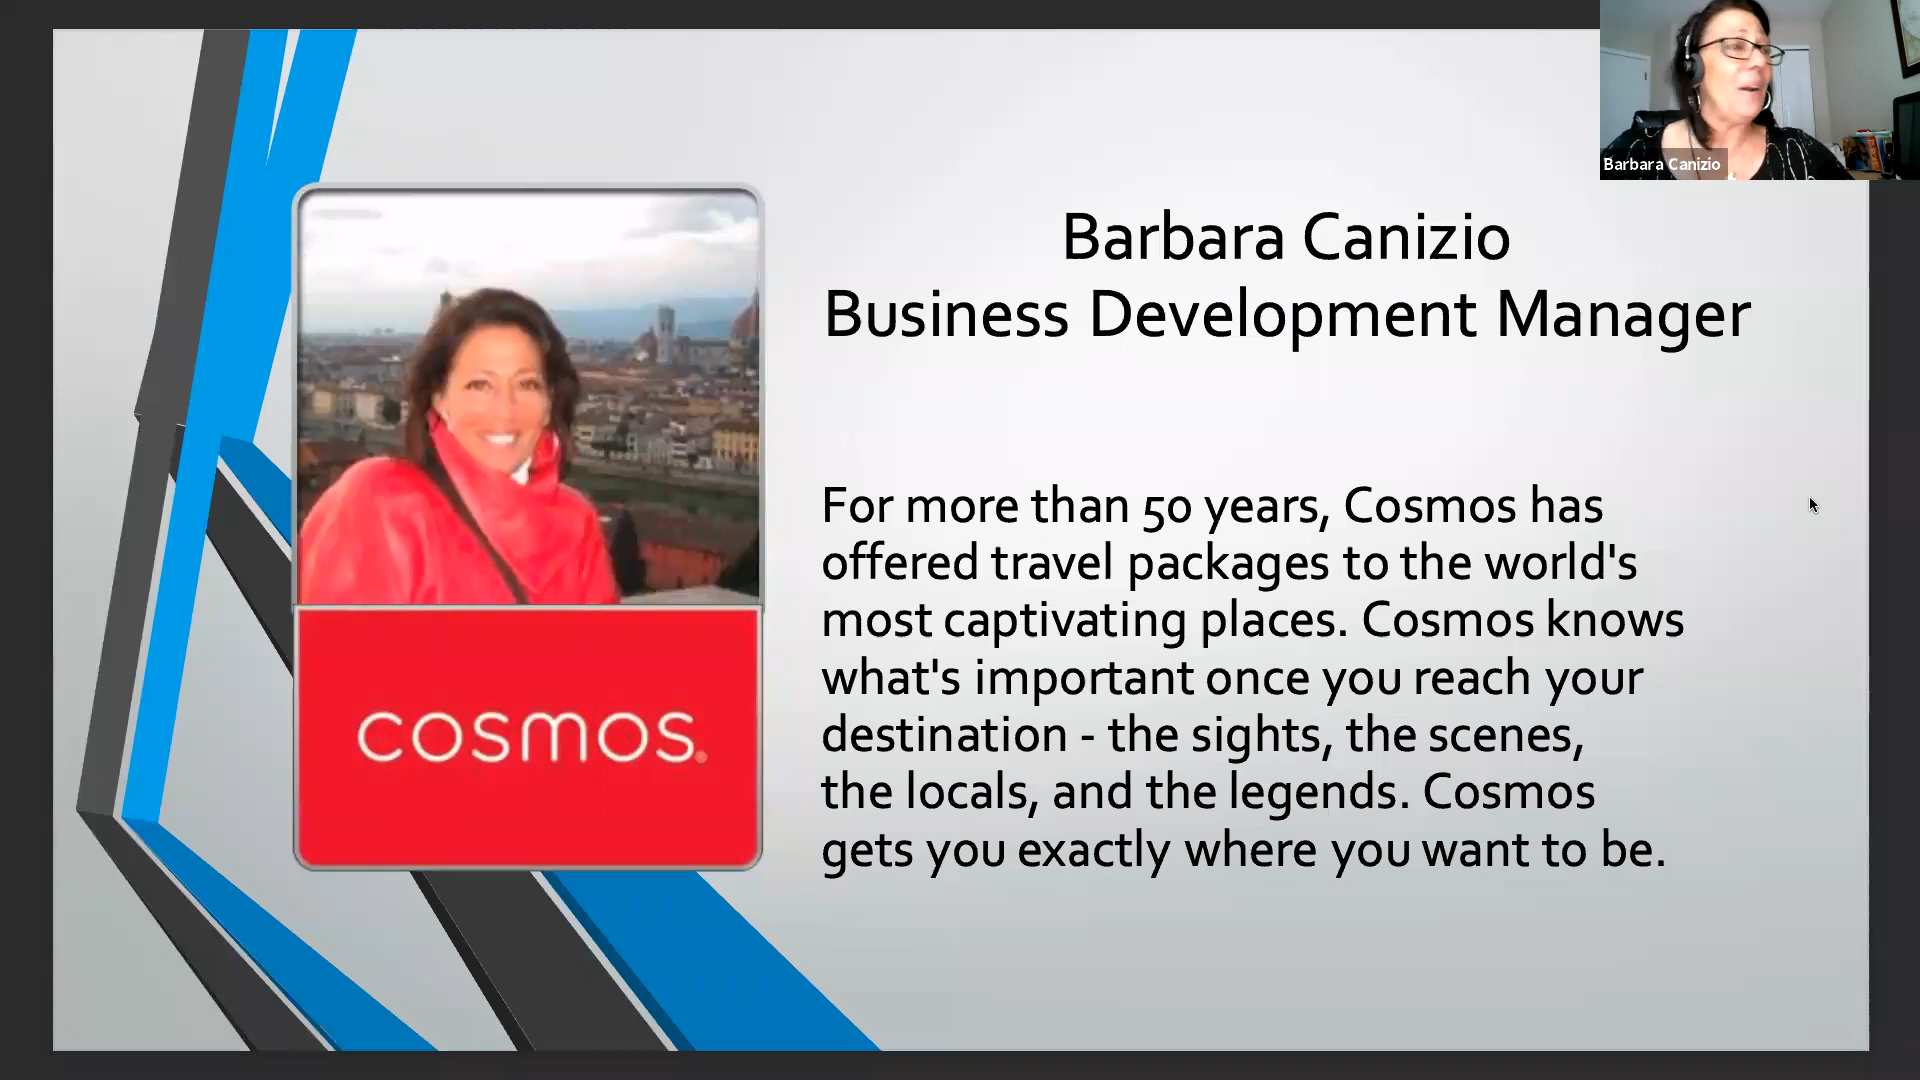 Barbara Canizio
Barbara Canizio
Business Development Manager
For more than 50 years, Cosmos has
offered travel packages to the world's
most captivating places. Cosmos knows
what's important once you reach your
destination - the sights, the scenes,
the locals, and the legends. Cosmos
gets you exactly where you want to be.
cosmos.